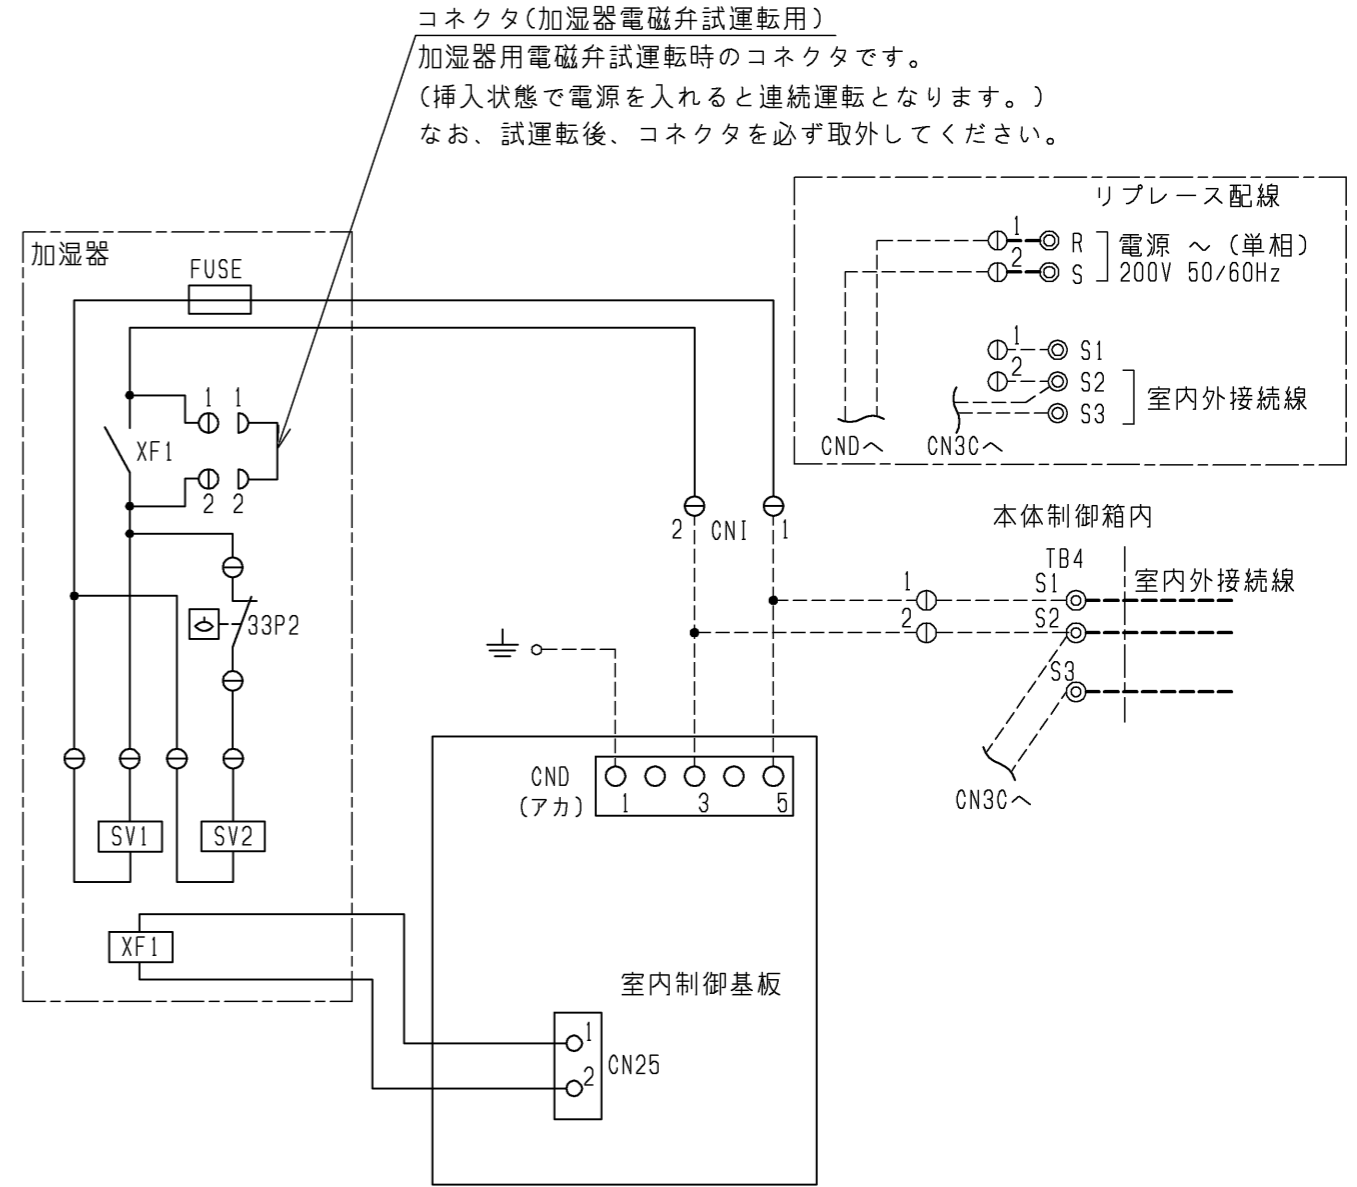 コネクタ(加湿器電磁弁試運転用)
加湿器用電磁弁試運転時のコネクタです。
(挿入状態で電源を入れると連続運転となります。)
なお、試運転後、コネクタを必ず取外してください。
リプレース配線
1
R
電源 ~ (単相)
2
S
200V 50/60Hz
1
S1
2
S2
室内外接続線
S3
CNDへ
CN3Cへ
加湿器
FUSE
1 1
XF1
2 2
33P2
SV1
SV2
XF1
2 CNI 1
本体制御箱内
TB4
室内外接続線
1
S1
2
S2
S3
CN3Cへ
CND
(アカ)
1 3 5
室内制御基板
1
CN25
2